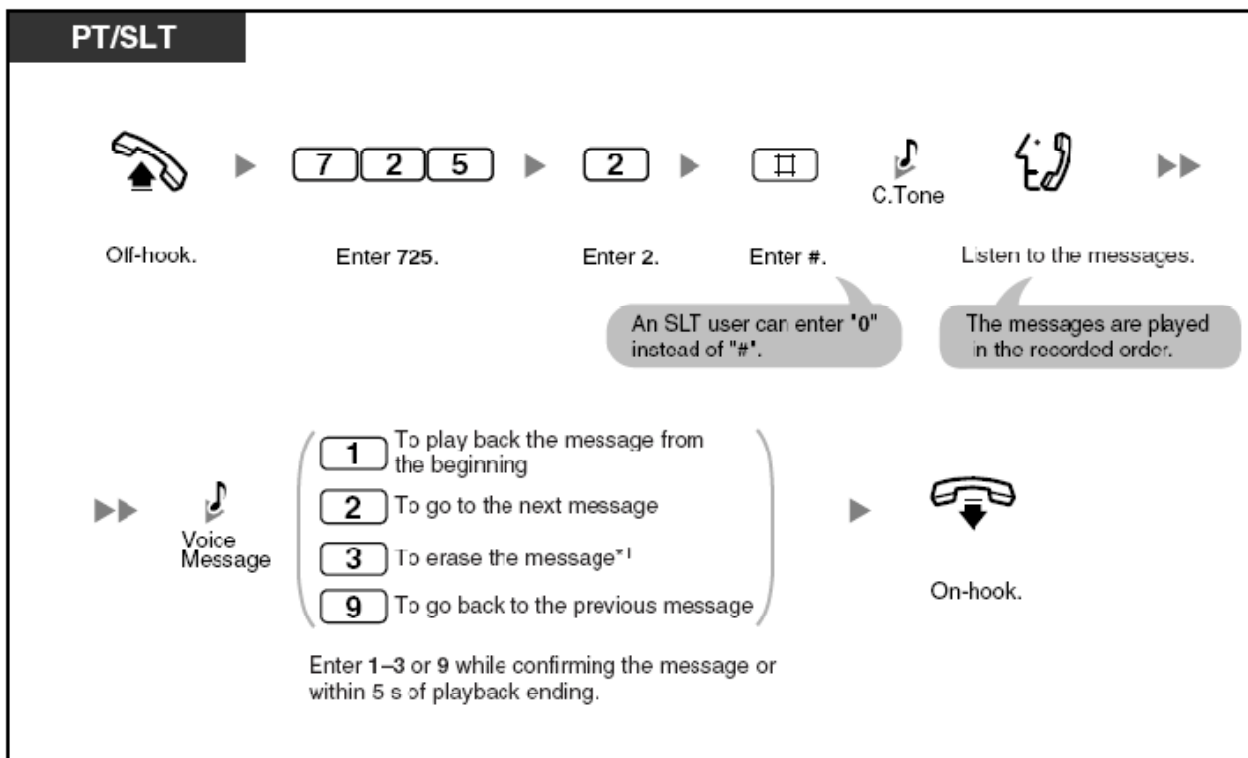 PT/SLT
7 2 5
2
#
C.Tone
Off-hook.
Enter 725.
Enter 2.
Enter #.
Listen to the messages.
An SLT user can enter "0"
instead of "#".
The messages are played
in the recorded order.
Voice
Message
1 To play back the message from
the beginning
2 To go to the next message
3 To erase the message*1
9 To go back to the previous message
On-hook.
Enter 1–3 or 9 while confirming the message or
within 5 s of playback ending.